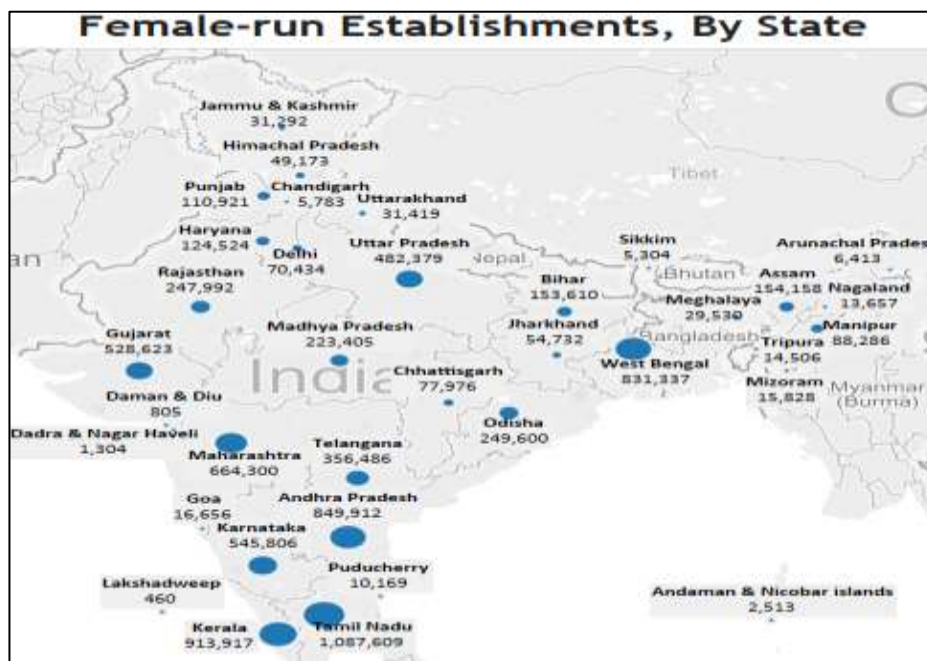 Female-run Establishments, By State
Jammu & Kashmir
31,292
Himachal Pradesh
49,173
Punjab
110,921
Chandigarh
5,783
Uttarakhand
31,419
Tibet
Haryana
124,524
Delhi
70,434
Uttar Pradesh
482,379
Nepal
Sikkim
5,304
Bhutan
Arunachal Prades
6,413
Rajasthan
247,992
Bihar
153,610
Assam
154,158
Nagaland
13,657
Meghalaya
29,530
Gujarat
528,623
Madhya Pradesh
223,405
Jharkhand
54,732
Bangladesh
Manipur
88,286
Tripura
14,506
India
Chhattisgarh
77,976
West Bengal
831,337
Mizoram
15,828
Myanmar
(Burma)
Daman & Diu
805
Dadra & Nagar Haveli
1,304
Odisha
249,600
Maharashtra
664,300
Telangana
356,486
Goa
16,656
Andhra Pradesh
849,912
Karnataka
545,806
Puducherry
10,169
Lakshadweep
460
Andaman & Nicobar islands
2,513
Kerala
913,917
Tamil Nadu
1,087,609